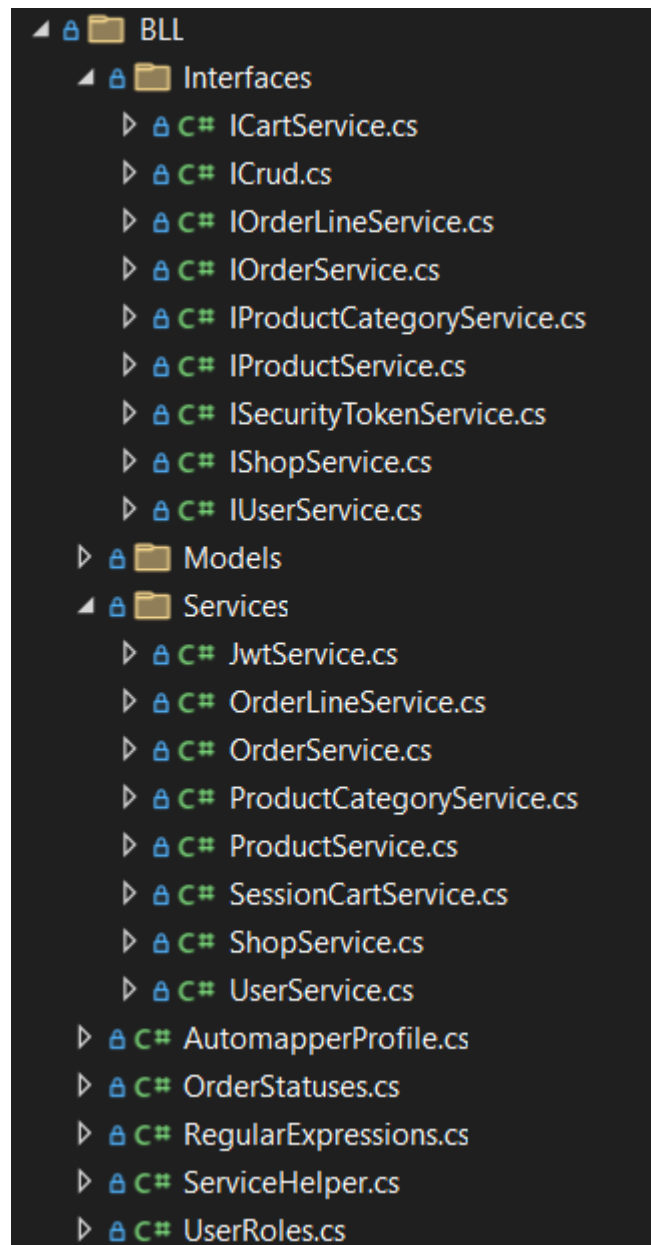 BLL
Interfaces
C# ICartService.cs
C# ICrud.cs
C# IOrderLineService.cs
C# IOrderService.cs
C# IProductCategoryService.cs
C# IProductService.cs
C# ISecurityTokenService.cs
C# IShopService.cs
C# IUserService.cs
Models
Services
C# JwtService.cs
C# OrderLineService.cs
C# OrderService.cs
C# ProductCategoryService.cs
C# ProductService.cs
C# SessionCartService.cs
C# ShopService.cs
C# UserService.cs
C# AutomapperProfile.cs
C# OrderStatuses.cs
C# RegularExpressions.cs
C# ServiceHelper.cs
C# UserRoles.cs